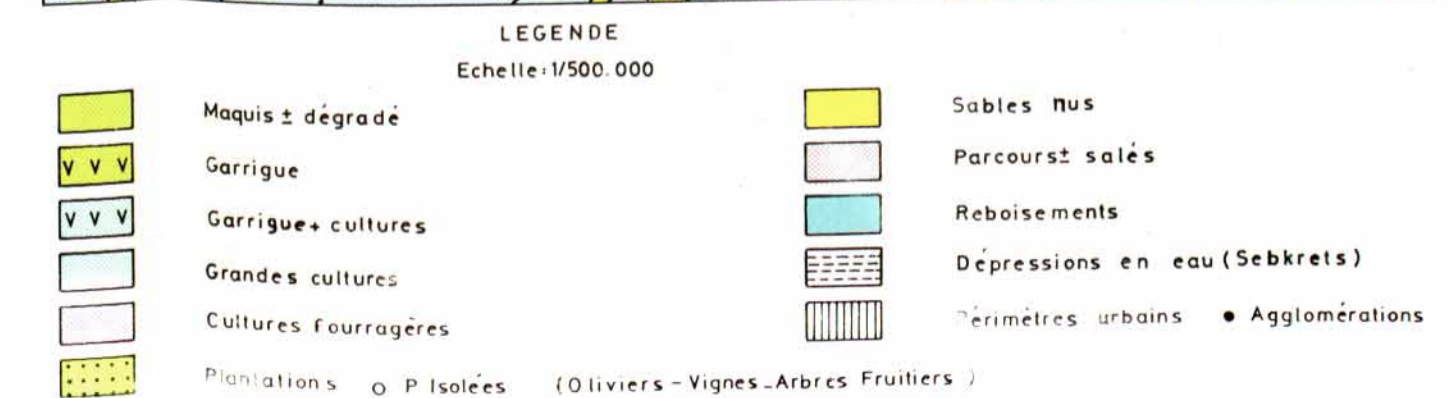 LEGENDE
Echelle: 1/500.000
Maquis ± dégradé
V V V Garrigue
V V V Garrigue + cultures
Grandes cultures
Cultures fourragères
Plantations o P Isolées (Oliviers - Vignes - Arbres Fruitiers )
Sables nus
Parcours ± salés
Reboisements
Dépressions en eau (Sebkrets)
Périmètres urbains ● Agglomérations